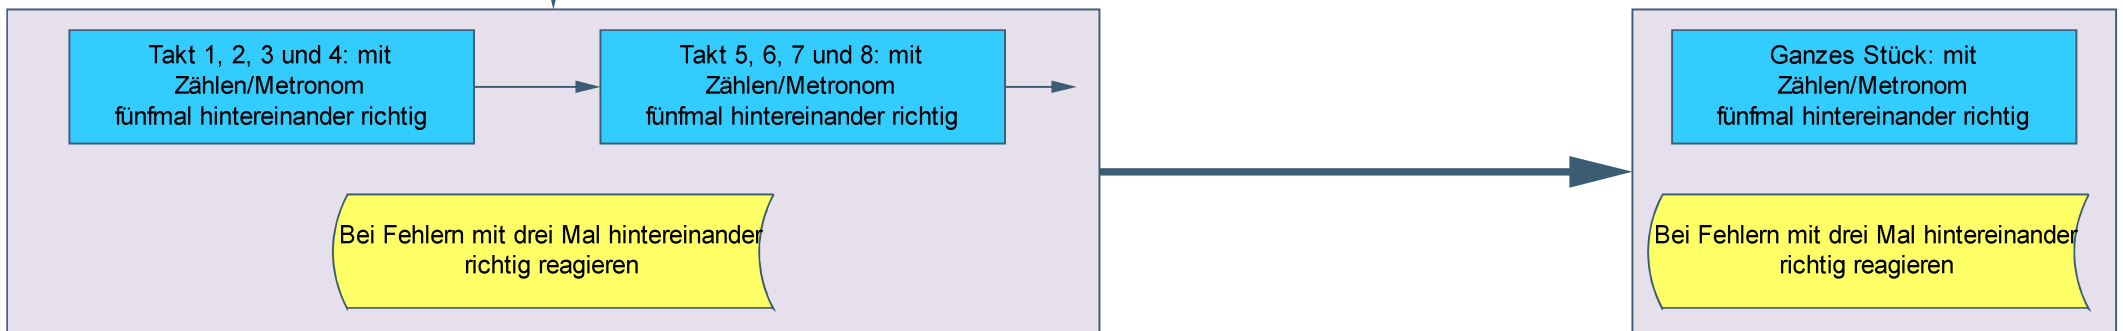 Takt 1, 2, 3 und 4: mit
Zählen/Metronom
fünfmal hintereinander richtig
Takt 5, 6, 7 und 8: mit
Zählen/Metronom
fünfmal hintereinander richtig
Bei Fehlern mit drei Mal hintereinander
richtig reagieren
Ganzes Stück: mit
Zählen/Metronom
fünfmal hintereinander richtig
Bei Fehlern mit drei Mal hintereinander
richtig reagieren